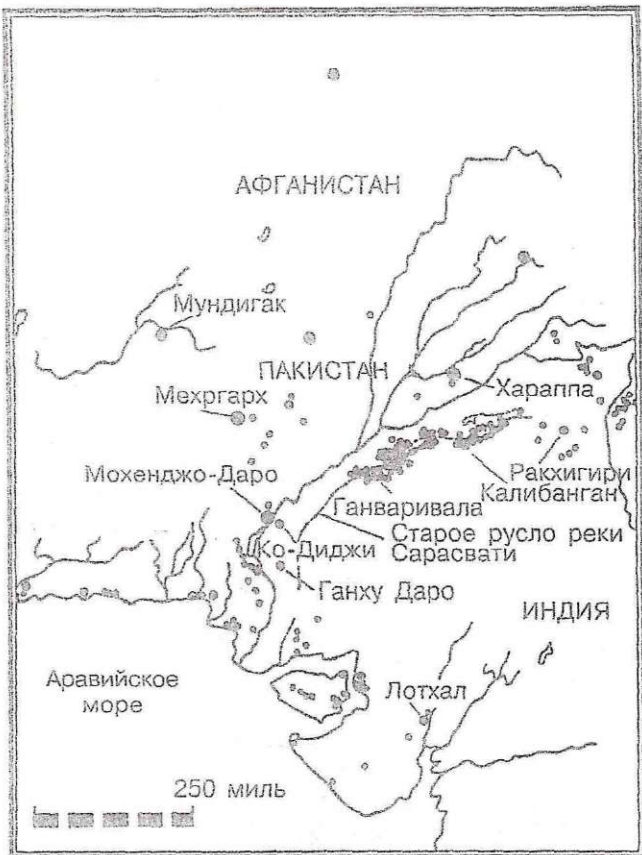 АФГАНИСТАН
Мундигак
ПАКИСТАН
Мехргарх
Хараппа
Мохенджо-Даро
Ракхигири
Калибанган
Ганваривала
Старое русло реки
Сарасвати
Ко-Диджи
Ганху Даро
ИНДИЯ
Аравийское
море
Лотхал
250 миль